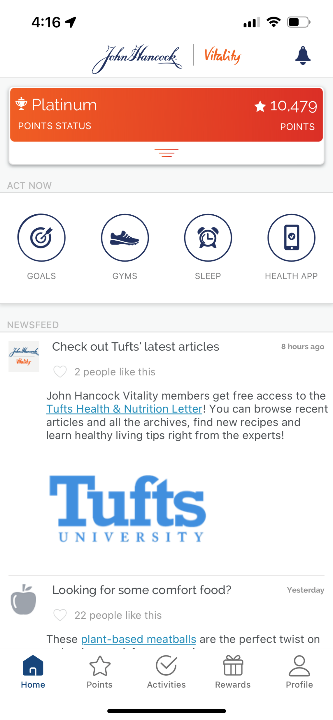 4:16
John Hancock Vitality
Platinum
10,479
POINTS STATUS
POINTS
ACT NOW
GOALS
GYMS
SLEEP
HEALTH APP
NEWSFEED
John Hancock
Vitality
Check out Tufts' latest articles
8 hours ago
2 people like this
John Hancock Vitality members get free access to the
Tufts Health & Nutrition Letter! You can browse recent
articles and all the archives, find new recipes and
learn healthy living tips right from the experts!
Tufts
UNIVERSITY
Looking for some comfort food?
Yesterday
22 people like this
These plant-based meatballs are the perfect twist on
Home
Points
Activities
Rewards
Profile